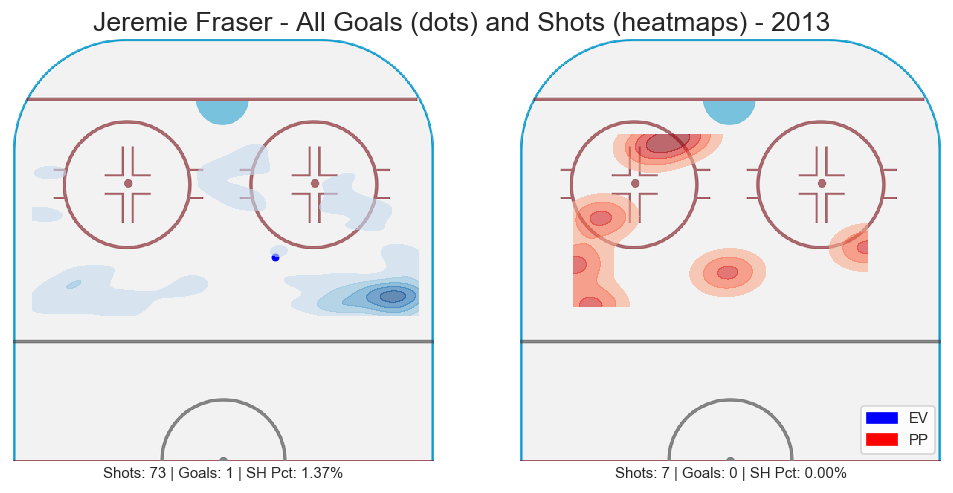 Jeremie Fraser - All Goals (dots) and Shots (heatmaps) - 2013
EV
PP
Shots: 73 | Goals: 1 | SH Pct: 1.37%
Shots: 7 | Goals: 0 | SH Pct: 0.00%